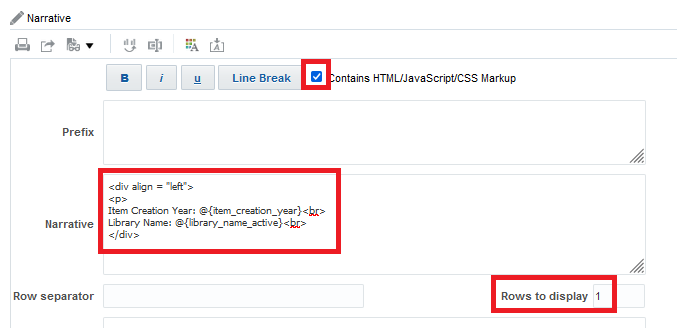 Narrative
B i u Line Break Contains HTML/JavaScript/CSS Markup
Prefix
<div align = "left">
<p>
Item Creation Year: @{item_creation_year}<br>
Narrative Library Name: @{library_name_active}<br>
</div>
Row separator Rows to display 1